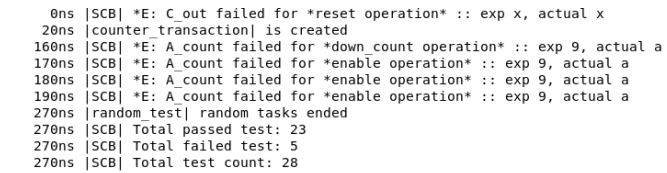 0ns |SCB| *E: C_out failed for *reset operation* :: exp x, actual x
20ns |counter_transaction| is created
160ns |SCB| *E: A_count failed for *down_count operation* :: exp 9, actual a
170ns |SCB| *E: A_count failed for *enable operation* :: exp 9, actual a
180ns |SCB| *E: A_count failed for *enable operation* :: exp 9, actual a
190ns |SCB| *E: A_count failed for *enable operation* :: exp 9, actual a
270ns |random_test| random tasks ended
270ns |SCB| Total passed test: 23
270ns |SCB| Total failed test: 5
270ns |SCB| Total test count: 28